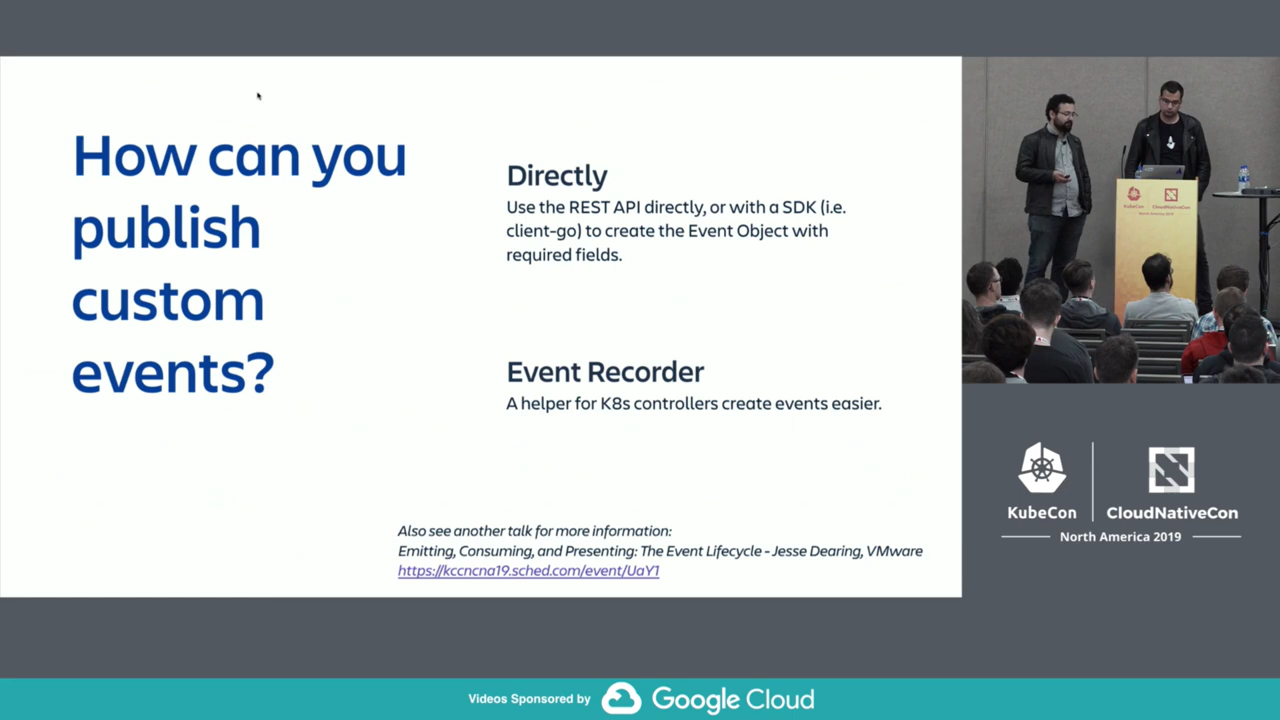 How can you
publish
custom
events?
Directly
Use the REST API directly, or with a SDK (i.e.
client-go) to create the Event Object with
required fields.
Event Recorder
A helper for K8s controllers create events easier.
Also see another talk for more information:
Emitting, Consuming, and Presenting: The Event Lifecycle - Jesse Dearing, VMware
https://kccncna19.sched.com/event/UaY1
KubeCon
CloudNativeCon
KubeCon
CloudNativeCon
North America 2019
Videos Sponsored by
Google Cloud